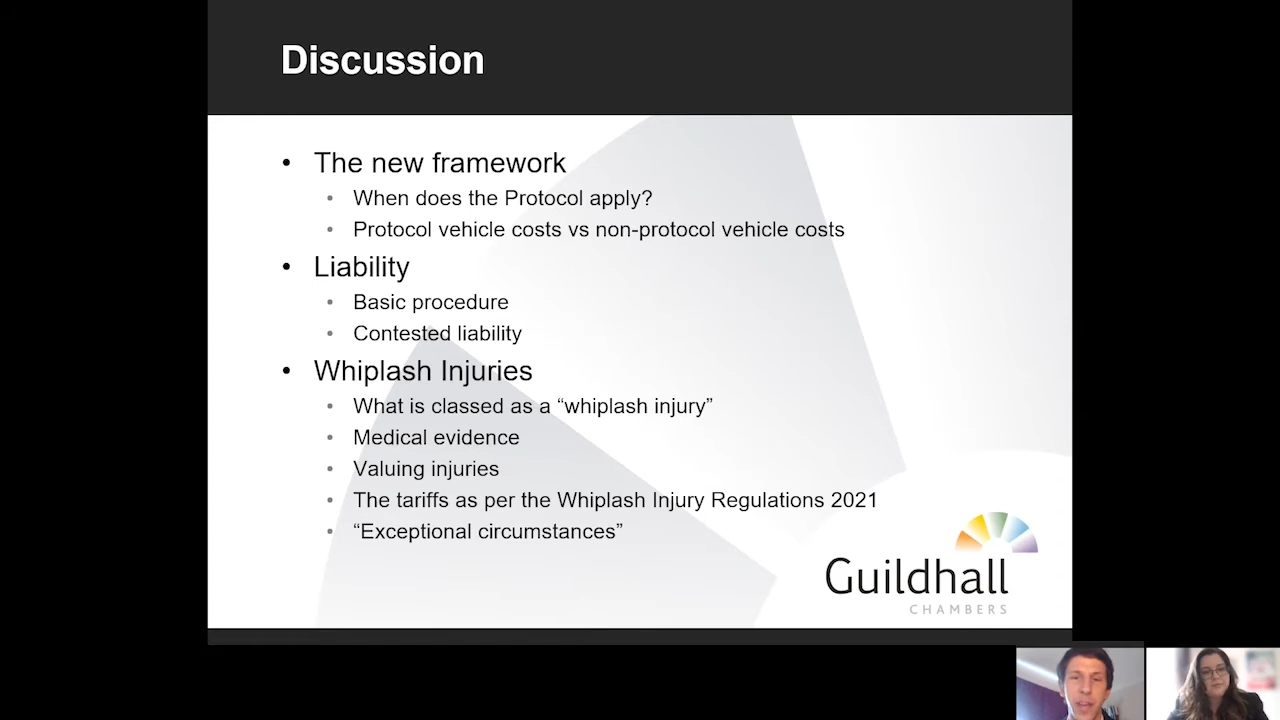 Discussion
• The new framework
• When does the Protocol apply?
• Protocol vehicle costs vs non-protocol vehicle costs
• Liability
• Basic procedure
• Contested liability
• Whiplash Injuries
• What is classed as a “whiplash injury”
• Medical evidence
• Valuing injuries
• The tariffs as per the Whiplash Injury Regulations 2021
• “Exceptional circumstances”
Guildhall
CHAMBERS